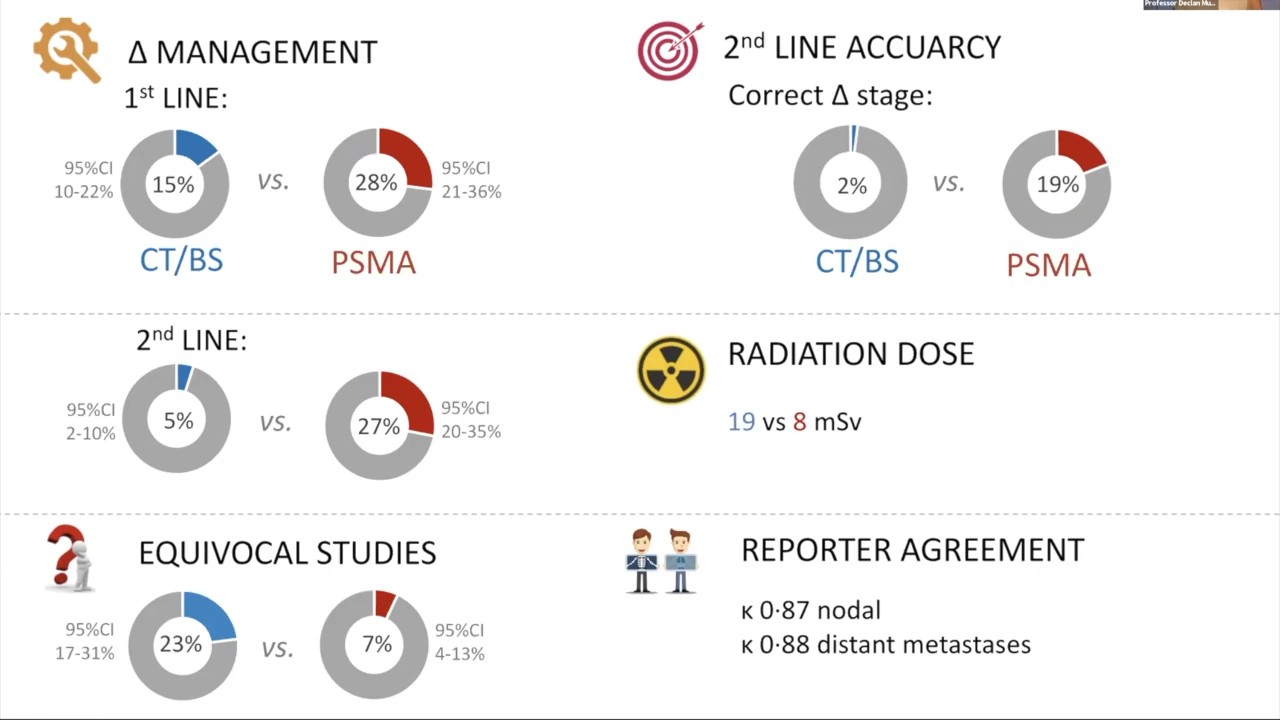 Professor Declan Mu...
Δ MANAGEMENT
1st LINE:
95%CI
10-22%
15%
vs.
28%
95%CI
21-36%
CT/BS
PSMA
2nd LINE ACCUARCY
Correct Δ stage:
2%
vs.
19%
CT/BS
PSMA
2nd LINE:
95%CI
2-10%
5%
vs.
27%
95%CI
20-35%
RADIATION DOSE
19 vs 8 mSv
EQUIVOCAL STUDIES
95%CI
17-31%
23%
vs.
7%
95%CI
4-13%
REPORTER AGREEMENT
κ 0·87 nodal
κ 0·88 distant metastases